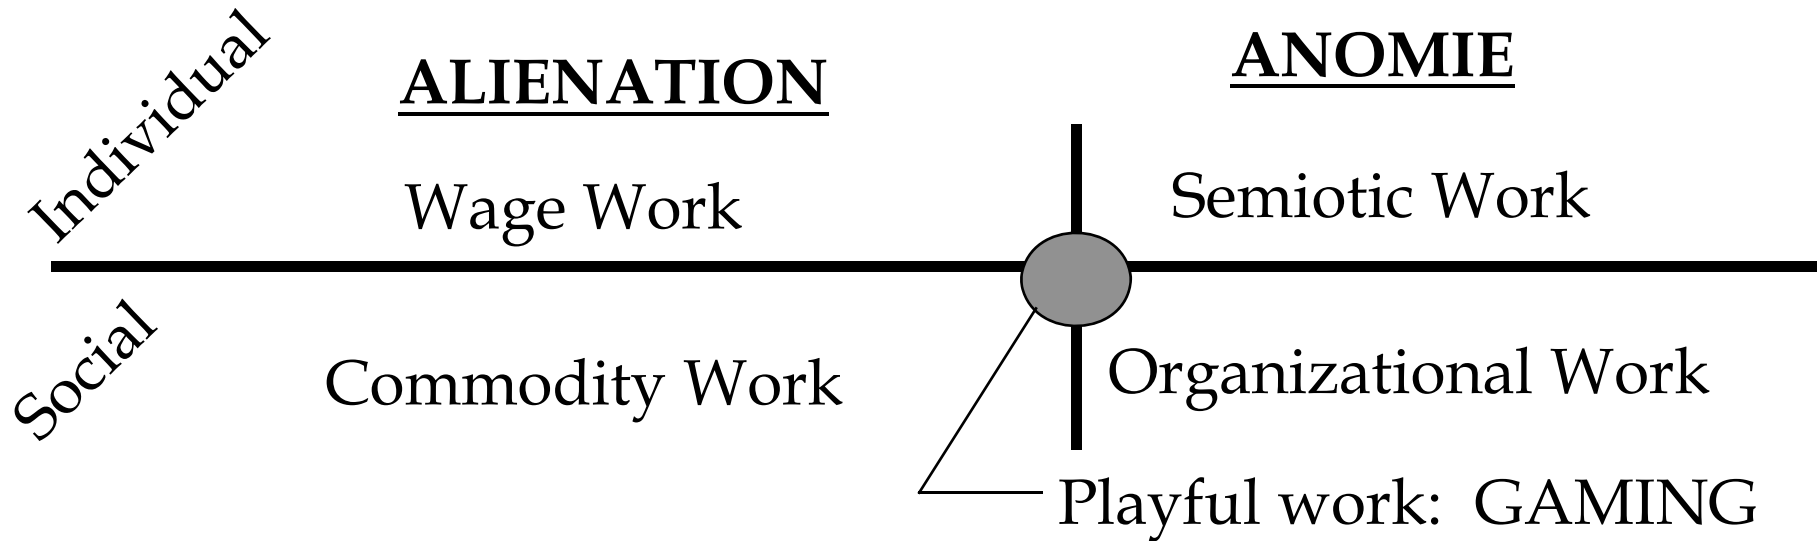 Individual
ALIENATION
ANOMIE
Wage Work
Semiotic Work
Social
Commodity Work
Organizational Work
Playful work: GAMING